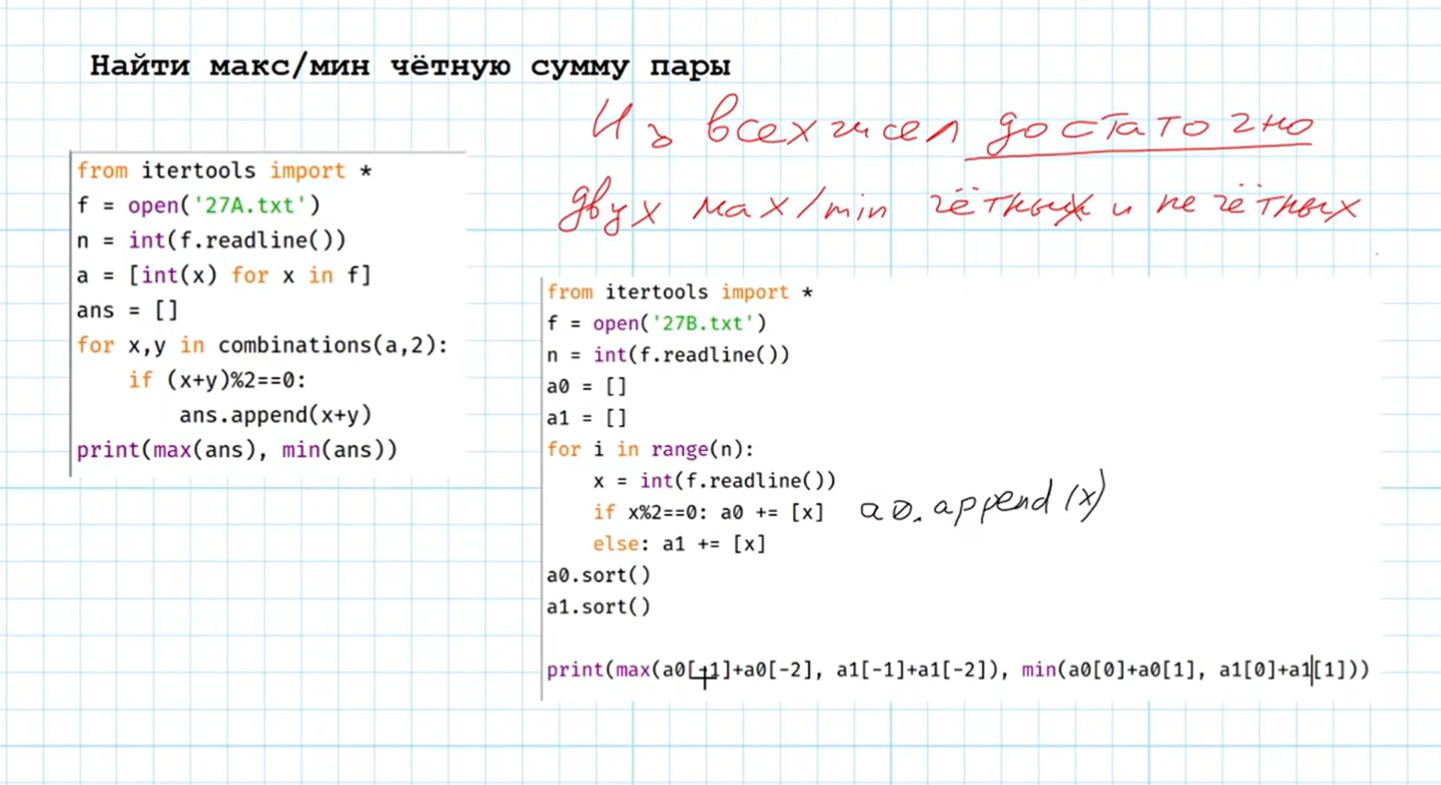 Найти макс/мин чётную сумму пары
Из всех чисел достаточно
двух max/min чётных и нечётных
from itertools import *
f = open('27A.txt')
n = int(f.readline())
a = [int(x) for x in f]
ans = []
for x,y in combinations(a,2):
    if (x+y)%2==0:
        ans.append(x+y)
print(max(ans), min(ans))
from itertools import *
f = open('27B.txt')
n = int(f.readline())
a0 = []
a1 = []
for i in range(n):
    x = int(f.readline())
    if x%2==0: a0 += [x] a0.append(x)
    else: a1 += [x]
a0.sort()
a1.sort()
print(max(a0[-1]+a0[-2], a1[-1]+a1[-2]), min(a0[0]+a0[1], a1[0]+a1[1]))